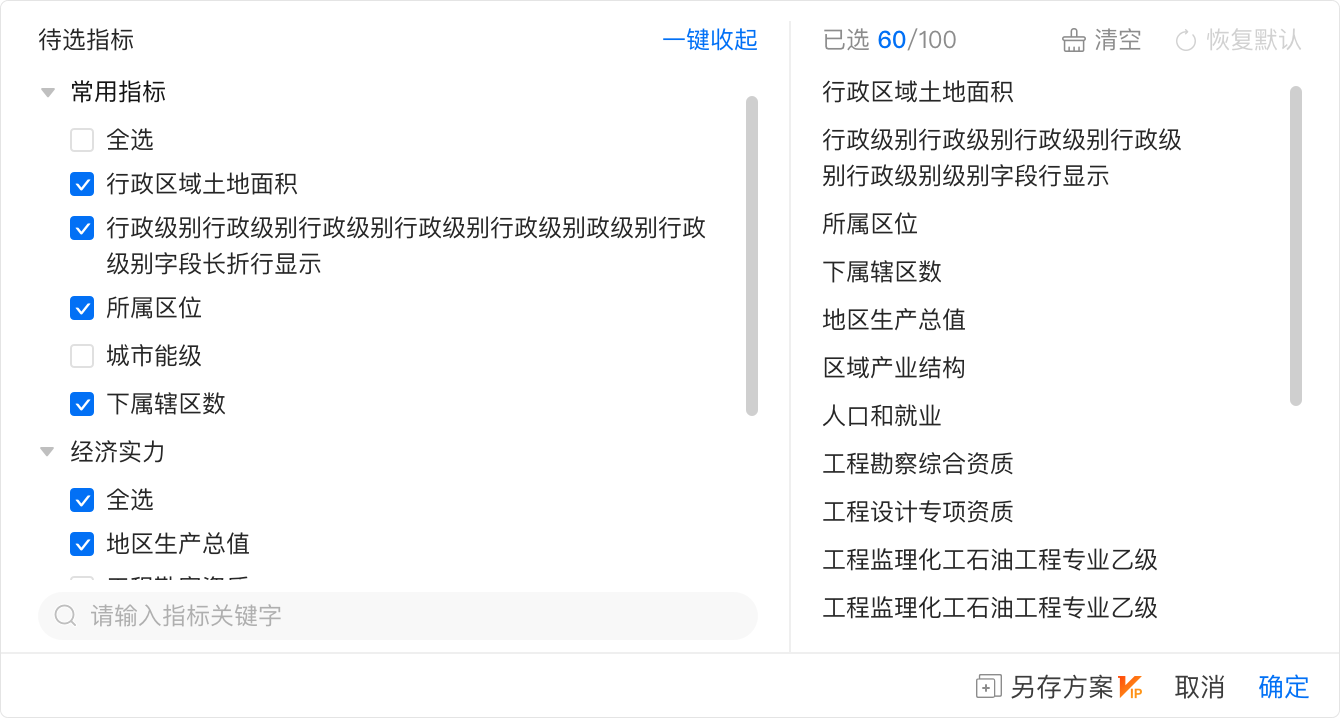 待选指标
一键收起
常用指标
全选
行政区域土地面积
行政级别行政级别行政级别行政级别行政级别政级别行政
级别字段长折行显示
所属区位
城市能级
下属辖区数
经济实力
全选
地区生产总值
请输入指标关键字
已选 60/100
清空
恢复默认
行政区域土地面积
行政级别行政级别行政级别行政级
别行政级别级别字段行显示
所属区位
下属辖区数
地区生产总值
区域产业结构
人口和就业
工程勘察综合资质
工程设计专项资质
工程监理化工石油工程专业乙级
工程监理化工石油工程专业乙级
另存方案VIP
取消
确定